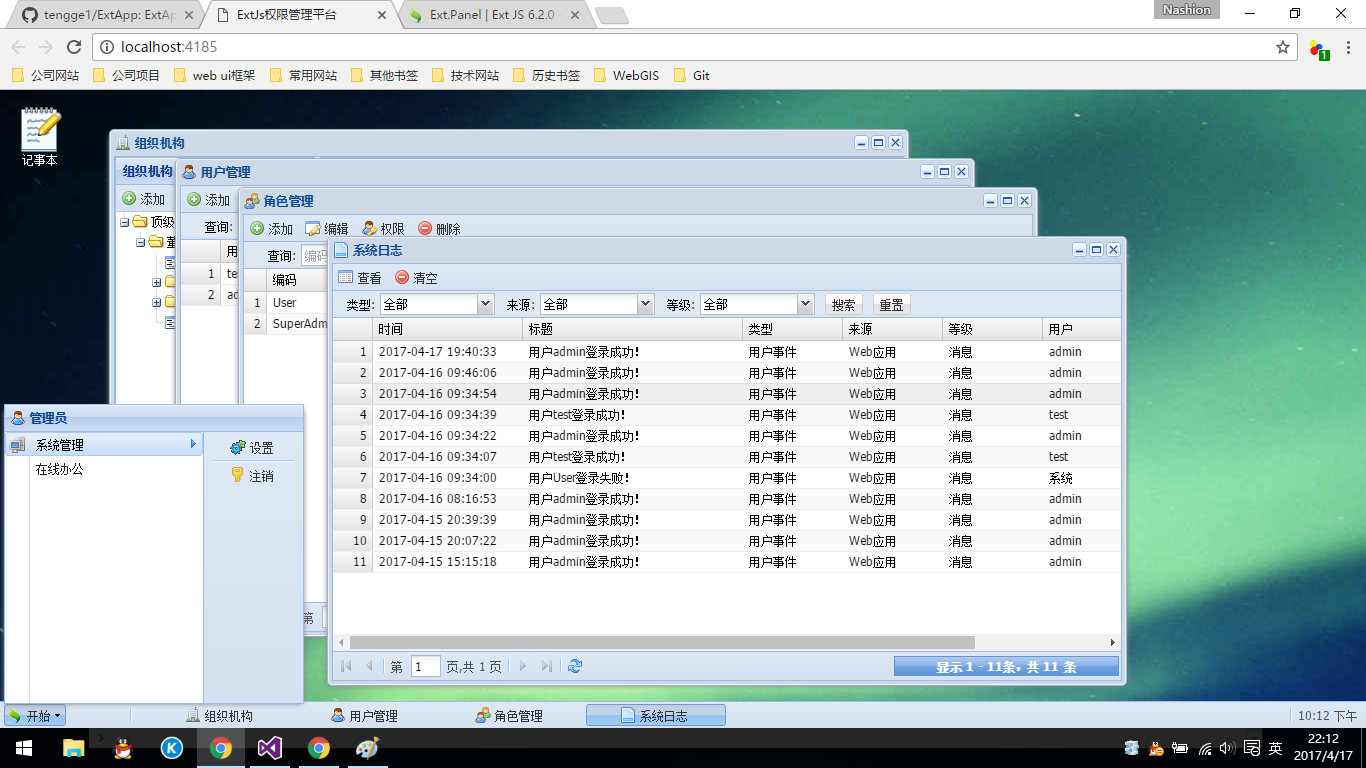 tengge1/ExtApp: ExtAp
ExtJs权限管理平台
Ext.Panel | Ext JS 6.2.0
Nashion
localhost:4185
1
公司网站 公司项目 web ui框架 常用网站 其他书签 技术网站 历史书签 WebGIS Git
记事本
组织机构
组织机构
添加
顶级
用户管理
添加
查询:
1 te
2 ad
角色管理
添加 编辑 权限 删除
查询: 编码
编码
1 User
2 SuperAdm
第
系统日志
查看 清空
类型: 全部 来源: 全部 等级: 全部 搜索 重置
时间 标题 类型 来源 等级 用户
1 2017-04-17 19:40:33 用户admin登录成功! 用户事件 Web应用 消息 admin
2 2017-04-16 09:46:06 用户admin登录成功! 用户事件 Web应用 消息 admin
3 2017-04-16 09:34:54 用户admin登录成功! 用户事件 Web应用 消息 admin
4 2017-04-16 09:34:39 用户test登录成功! 用户事件 Web应用 消息 test
5 2017-04-16 09:34:22 用户admin登录成功! 用户事件 Web应用 消息 admin
6 2017-04-16 09:34:07 用户test登录成功! 用户事件 Web应用 消息 test
7 2017-04-16 09:34:00 用户User登录失败! 用户事件 Web应用 消息 系统
8 2017-04-16 08:16:53 用户admin登录成功! 用户事件 Web应用 消息 admin
9 2017-04-15 20:39:39 用户admin登录成功! 用户事件 Web应用 消息 admin
10 2017-04-15 20:07:22 用户admin登录成功! 用户事件 Web应用 消息 admin
11 2017-04-15 15:15:18 用户admin登录成功! 用户事件 Web应用 消息 admin
第 1 页,共 1 页
显示 1 - 11条，共 11 条
管理员
系统管理
在线办公
设置
注销
开始 组织机构 用户管理 角色管理 系统日志 10:12 下午
英
22:12
2017/4/17